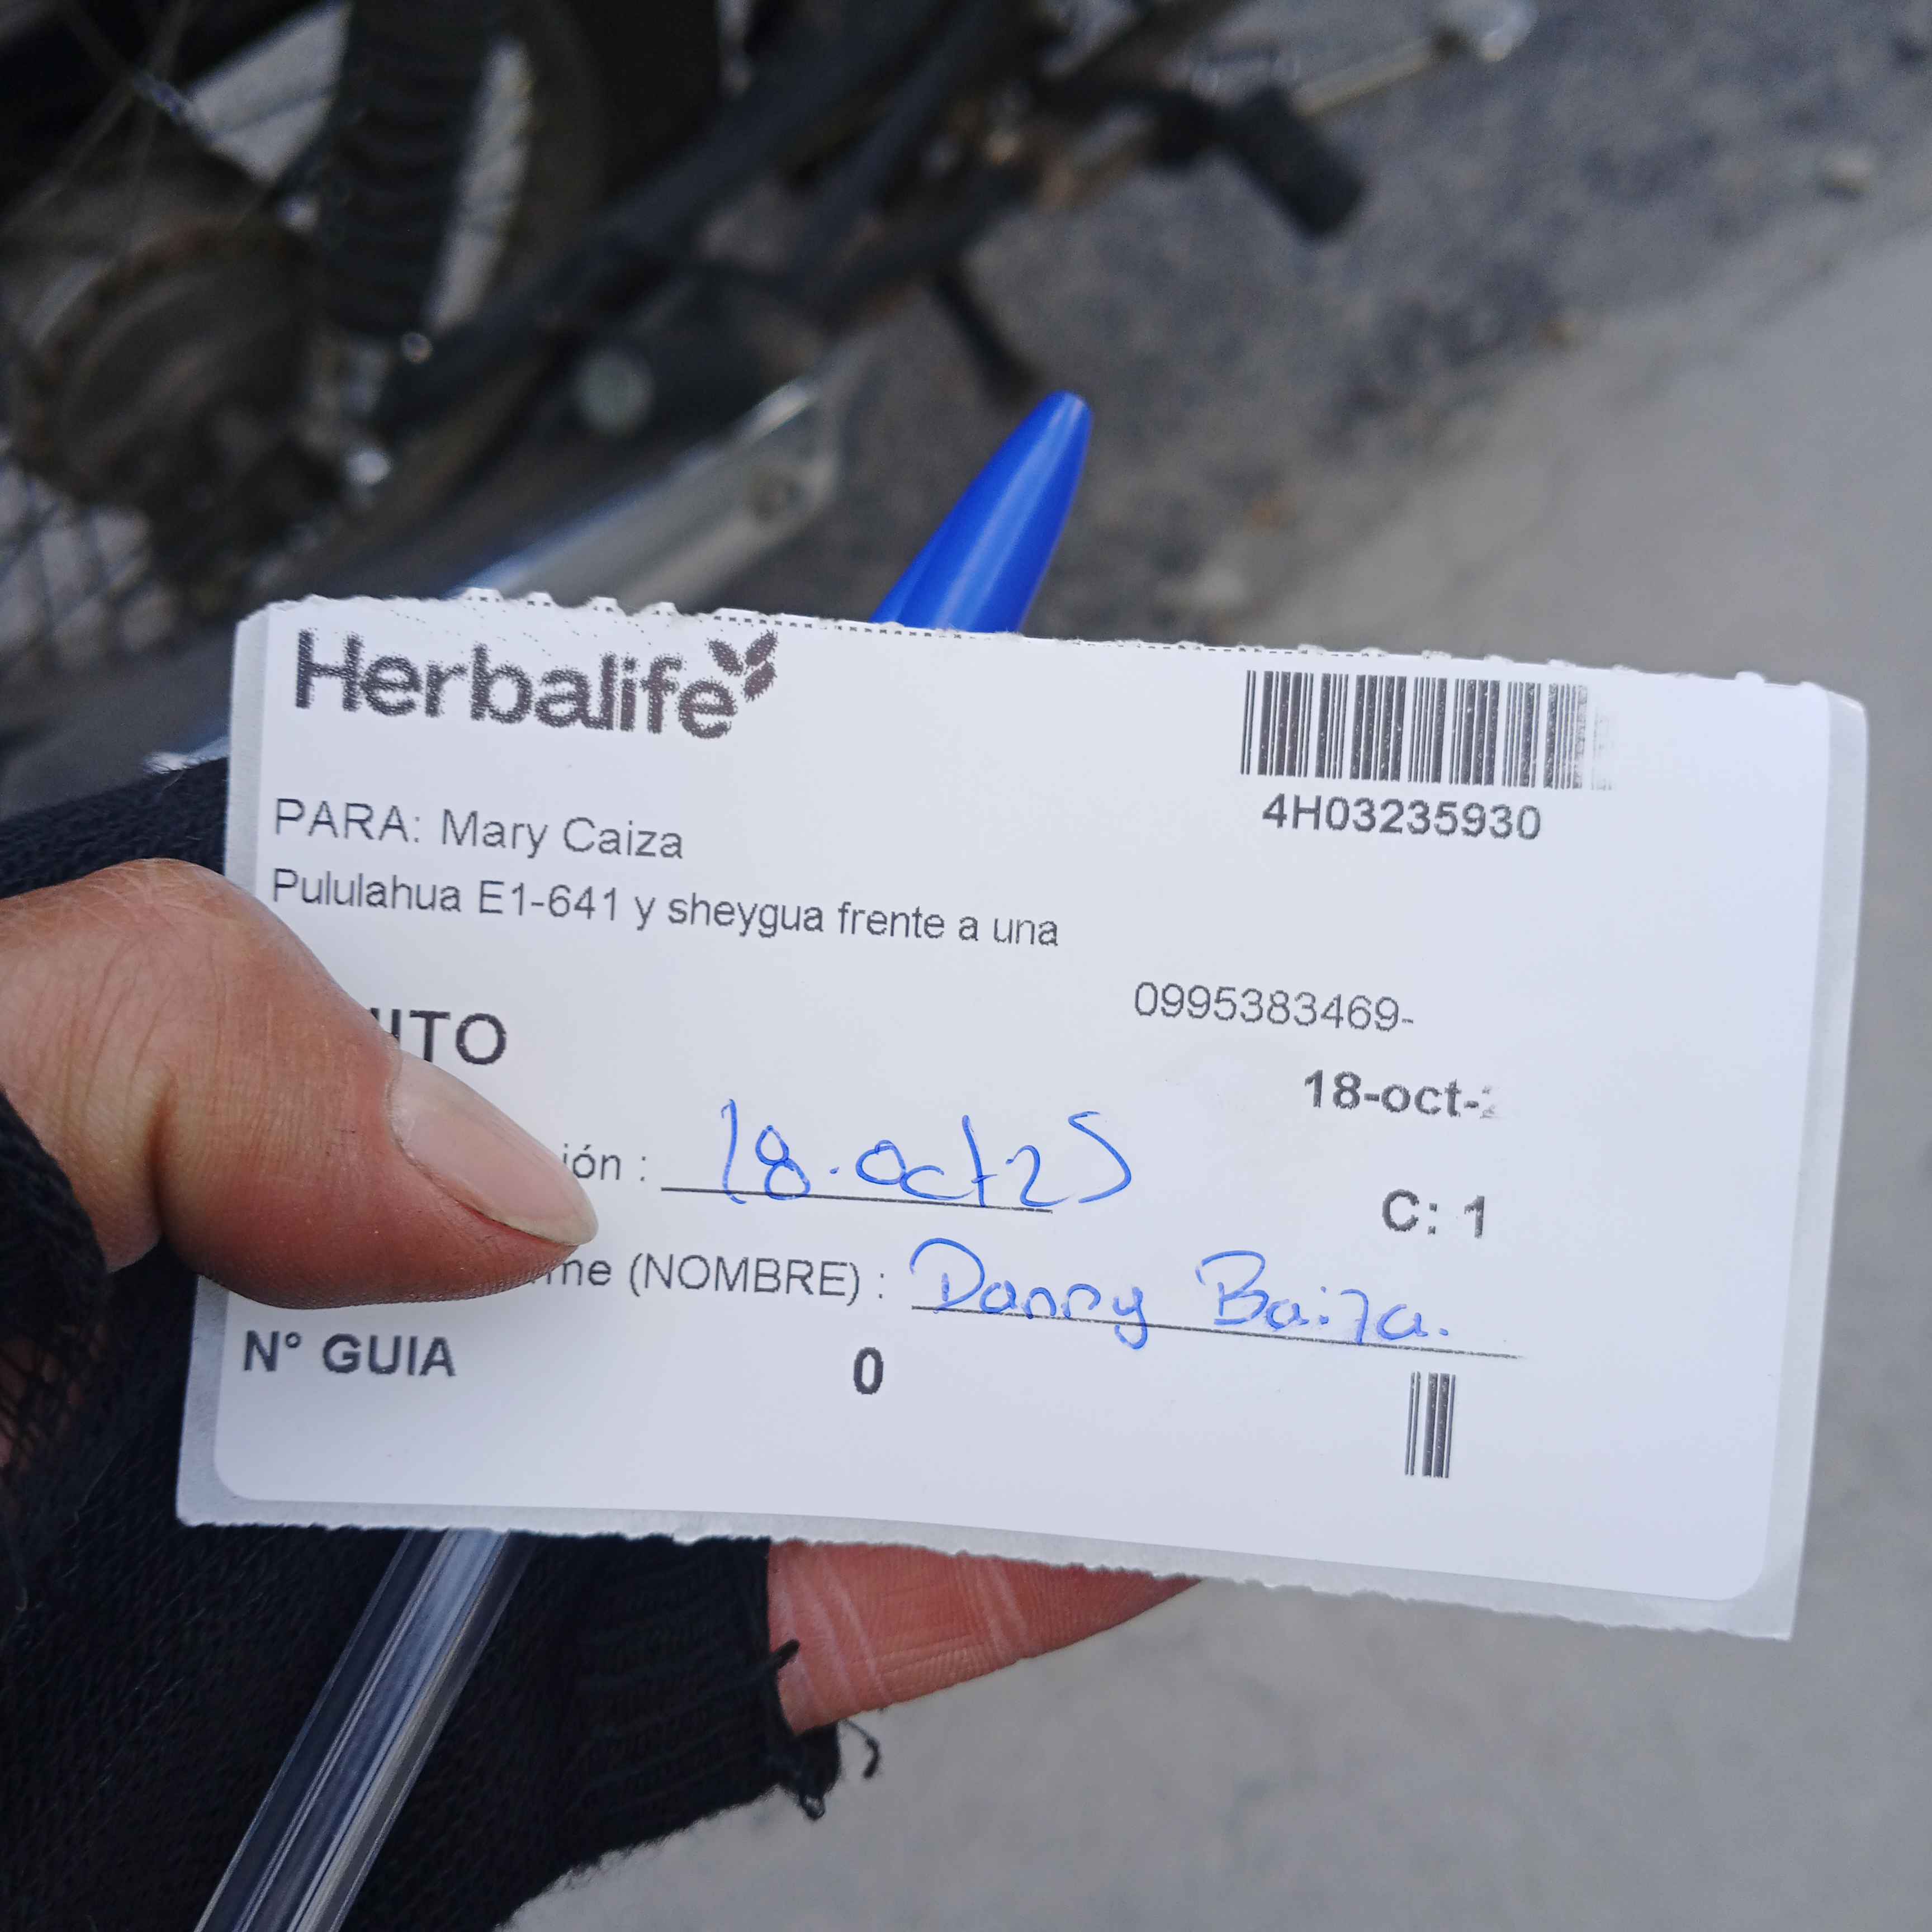 Herbalife
4H03235930
PARA: Mary Caiza
Pululahua E1-641 y sheygua frente a una
0995383469-
ITO
18-oct-
ión : 18.oct25
C: 1
me (NOMBRE) : Danny Baiza.
N° GUIA 0